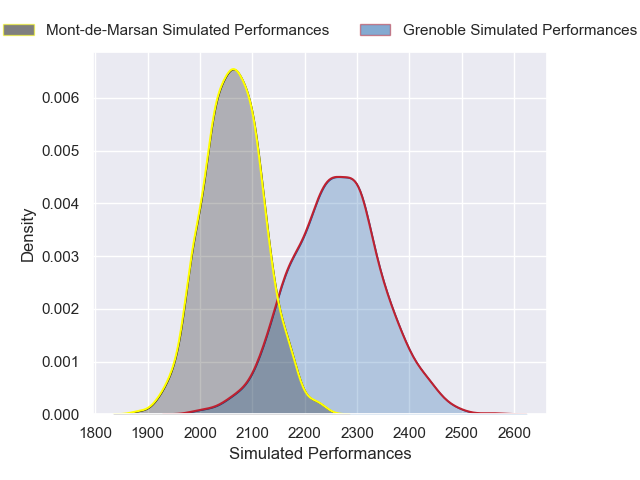 Mont-de-Marsan Simulated Performances Grenoble Simulated Performances
0.006
0.005
0.004
0.003
0.002
0.001
0.000
Density
1800 1900 2000 2100 2200 2300 2400 2500 2600
Simulated Performances